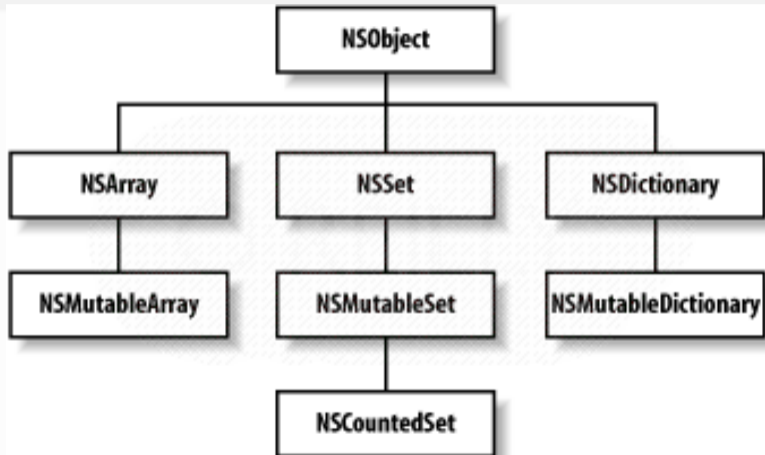 NSObject
NSArray
NSSet
NSDictionary
NSMutableArray
NSMutableSet
NSMutableDictionary
NSCountedSet